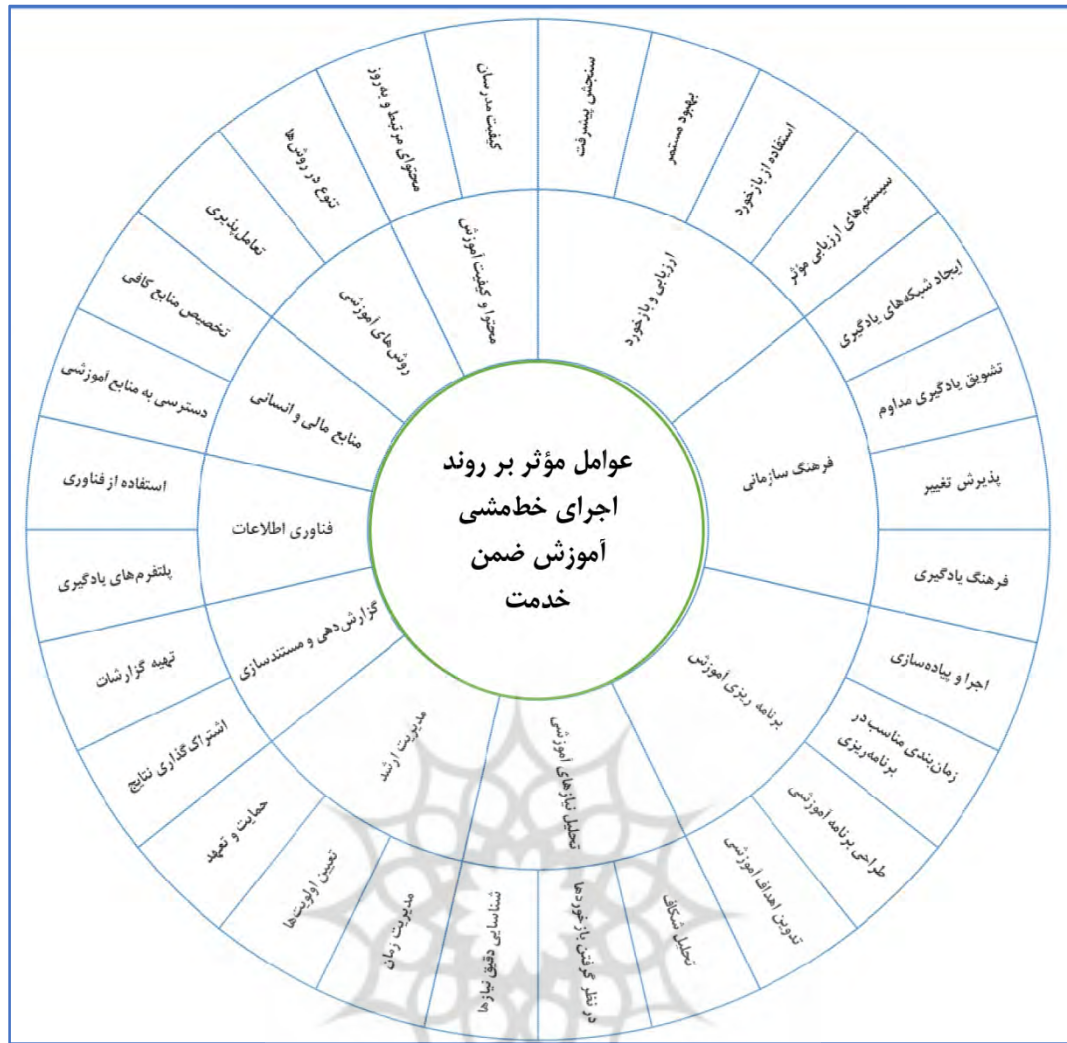 عوامل مؤثر بر روند
اجرای خط‌مشی
آموزش ضمن
خدمت
ارزیابی و بازخورد
سنجش پیشرفت
بهبود مستمر
استفاده از بازخورد
سیستم‌های ارزیابی مؤثر
فرهنگ سازمانی
ایجاد شبکه‌های یادگیری
تشویق یادگیری مداوم
پذیرش تغییر
فرهنگ یادگیری
برنامه ریزی آموزش
اجرا و پیاده‌سازی
زمان‌بندی مناسب در
برنامه‌ریزی
طراحی برنامه آموزشی
تدوین اهداف آموزشی
تحلیل نیازهای آموزشی
تحلیل شکاف
در نظر گرفتن بازخوردها
شناسایی دقیق نیازها
مدیریت ارشد
مدیریت زمان
تعیین اولویت‌ها
حمایت و تعهد
گزارش‌دهی و مستندسازی
اشتراک‌گذاری نتایج
تهیه گزارشات
فناوری اطلاعات
پلتفرم‌های یادگیری
استفاده از فناوری
منابع مالی و انسانی
دسترسی به منابع آموزشی
تخصیص منابع کافی
روش‌های آموزشی
تعامل‌پذیری
تنوع در روش‌ها
محتوا و کیفیت آموزش
محتوای مرتبط و به‌روز
کیفیت مدرسان